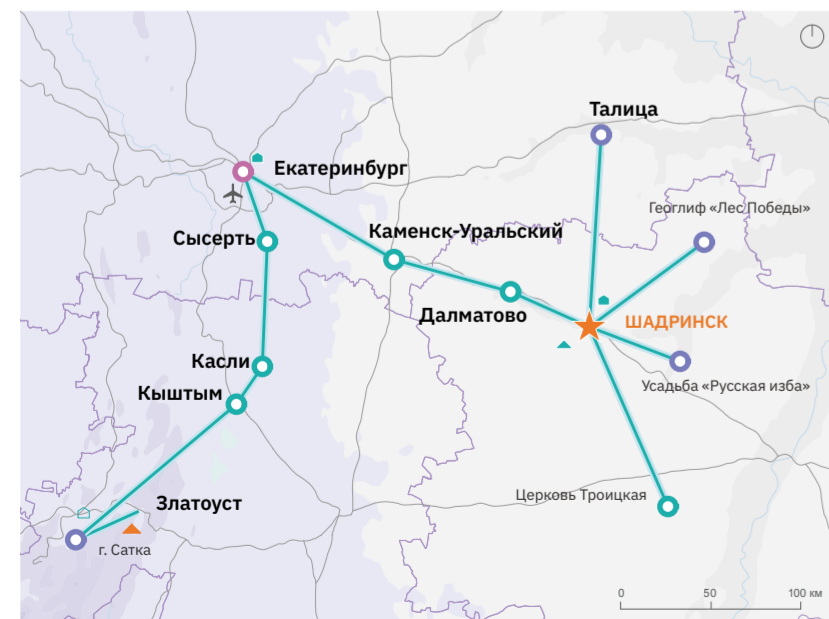 Талица
Екатеринбург
Геоглиф «Лес Победы»
Сысерть
Каменск-Уральский
Далматово
ШАДРИНСК
Касли
Усадьба «Русская изба»
Кыштым
Церковь Троицкая
Златоуст
г. Сатка
0 50 100 км